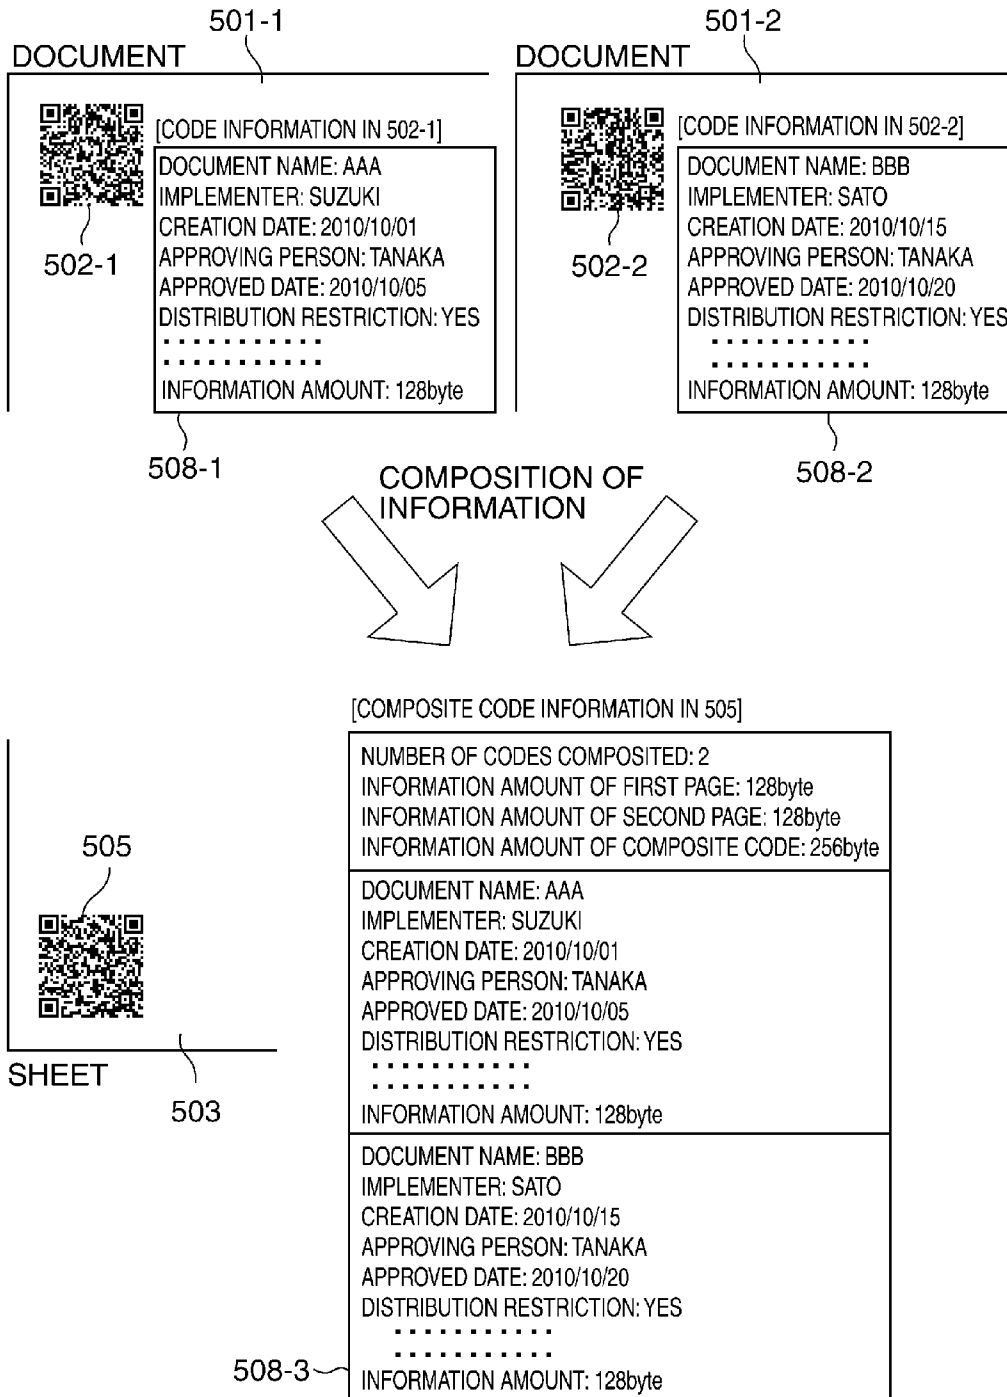 501-1
DOCUMENT
[CODE INFORMATION IN 502-1]
DOCUMENT NAME: AAA
IMPLEMENTER: SUZUKI
CREATION DATE: 2010/10/01
APPROVING PERSON: TANAKA
APPROVED DATE: 2010/10/05
DISTRIBUTION RESTRICTION: YES
INFORMATION AMOUNT: 128byte
502-1
508-1
501-2
DOCUMENT
[CODE INFORMATION IN 502-2]
DOCUMENT NAME: BBB
IMPLEMENTER: SATO
CREATION DATE: 2010/10/15
APPROVING PERSON: TANAKA
APPROVED DATE: 2010/10/20
DISTRIBUTION RESTRICTION: YES
INFORMATION AMOUNT: 128byte
502-2
508-2
COMPOSITION OF
INFORMATION
[COMPOSITE CODE INFORMATION IN 505]
NUMBER OF CODES COMPOSITED: 2
INFORMATION AMOUNT OF FIRST PAGE: 128byte
INFORMATION AMOUNT OF SECOND PAGE: 128byte
INFORMATION AMOUNT OF COMPOSITE CODE: 256byte
DOCUMENT NAME: AAA
IMPLEMENTER: SUZUKI
CREATION DATE: 2010/10/01
APPROVING PERSON: TANAKA
APPROVED DATE: 2010/10/05
DISTRIBUTION RESTRICTION: YES
INFORMATION AMOUNT: 128byte
DOCUMENT NAME: BBB
IMPLEMENTER: SATO
CREATION DATE: 2010/10/15
APPROVING PERSON: TANAKA
APPROVED DATE: 2010/10/20
DISTRIBUTION RESTRICTION: YES
INFORMATION AMOUNT: 128byte
505
SHEET
503
508-3